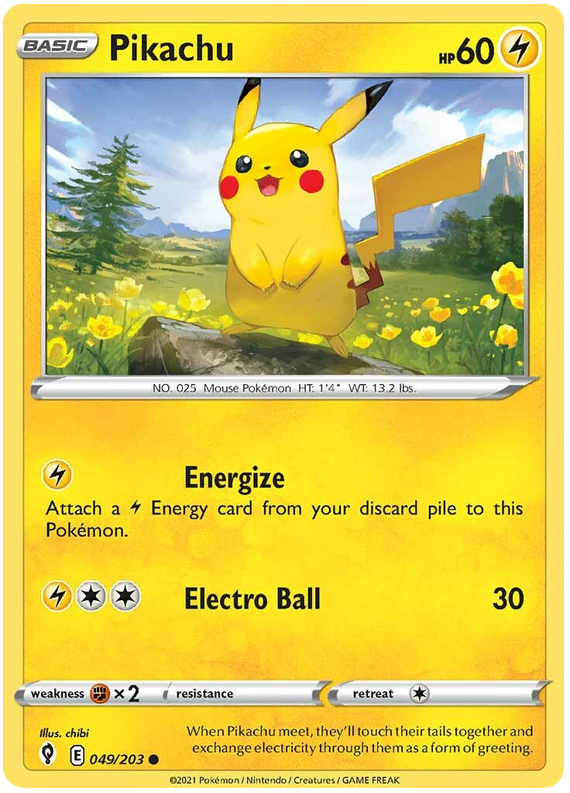 BASIC Pikachu HP60
NO. 025 Mouse Pokémon HT: 1'4" WT: 13.2 lbs.
Energize
Attach a Energy card from your discard pile to this
Pokémon.
Electro Ball 30
weakness ×2 resistance retreat
Illus. chibi
When Pikachu meet, they'll touch their tails together and
exchange electricity through them as a form of greeting.
E 049/203
©2021 Pokémon / Nintendo / Creatures / GAME FREAK